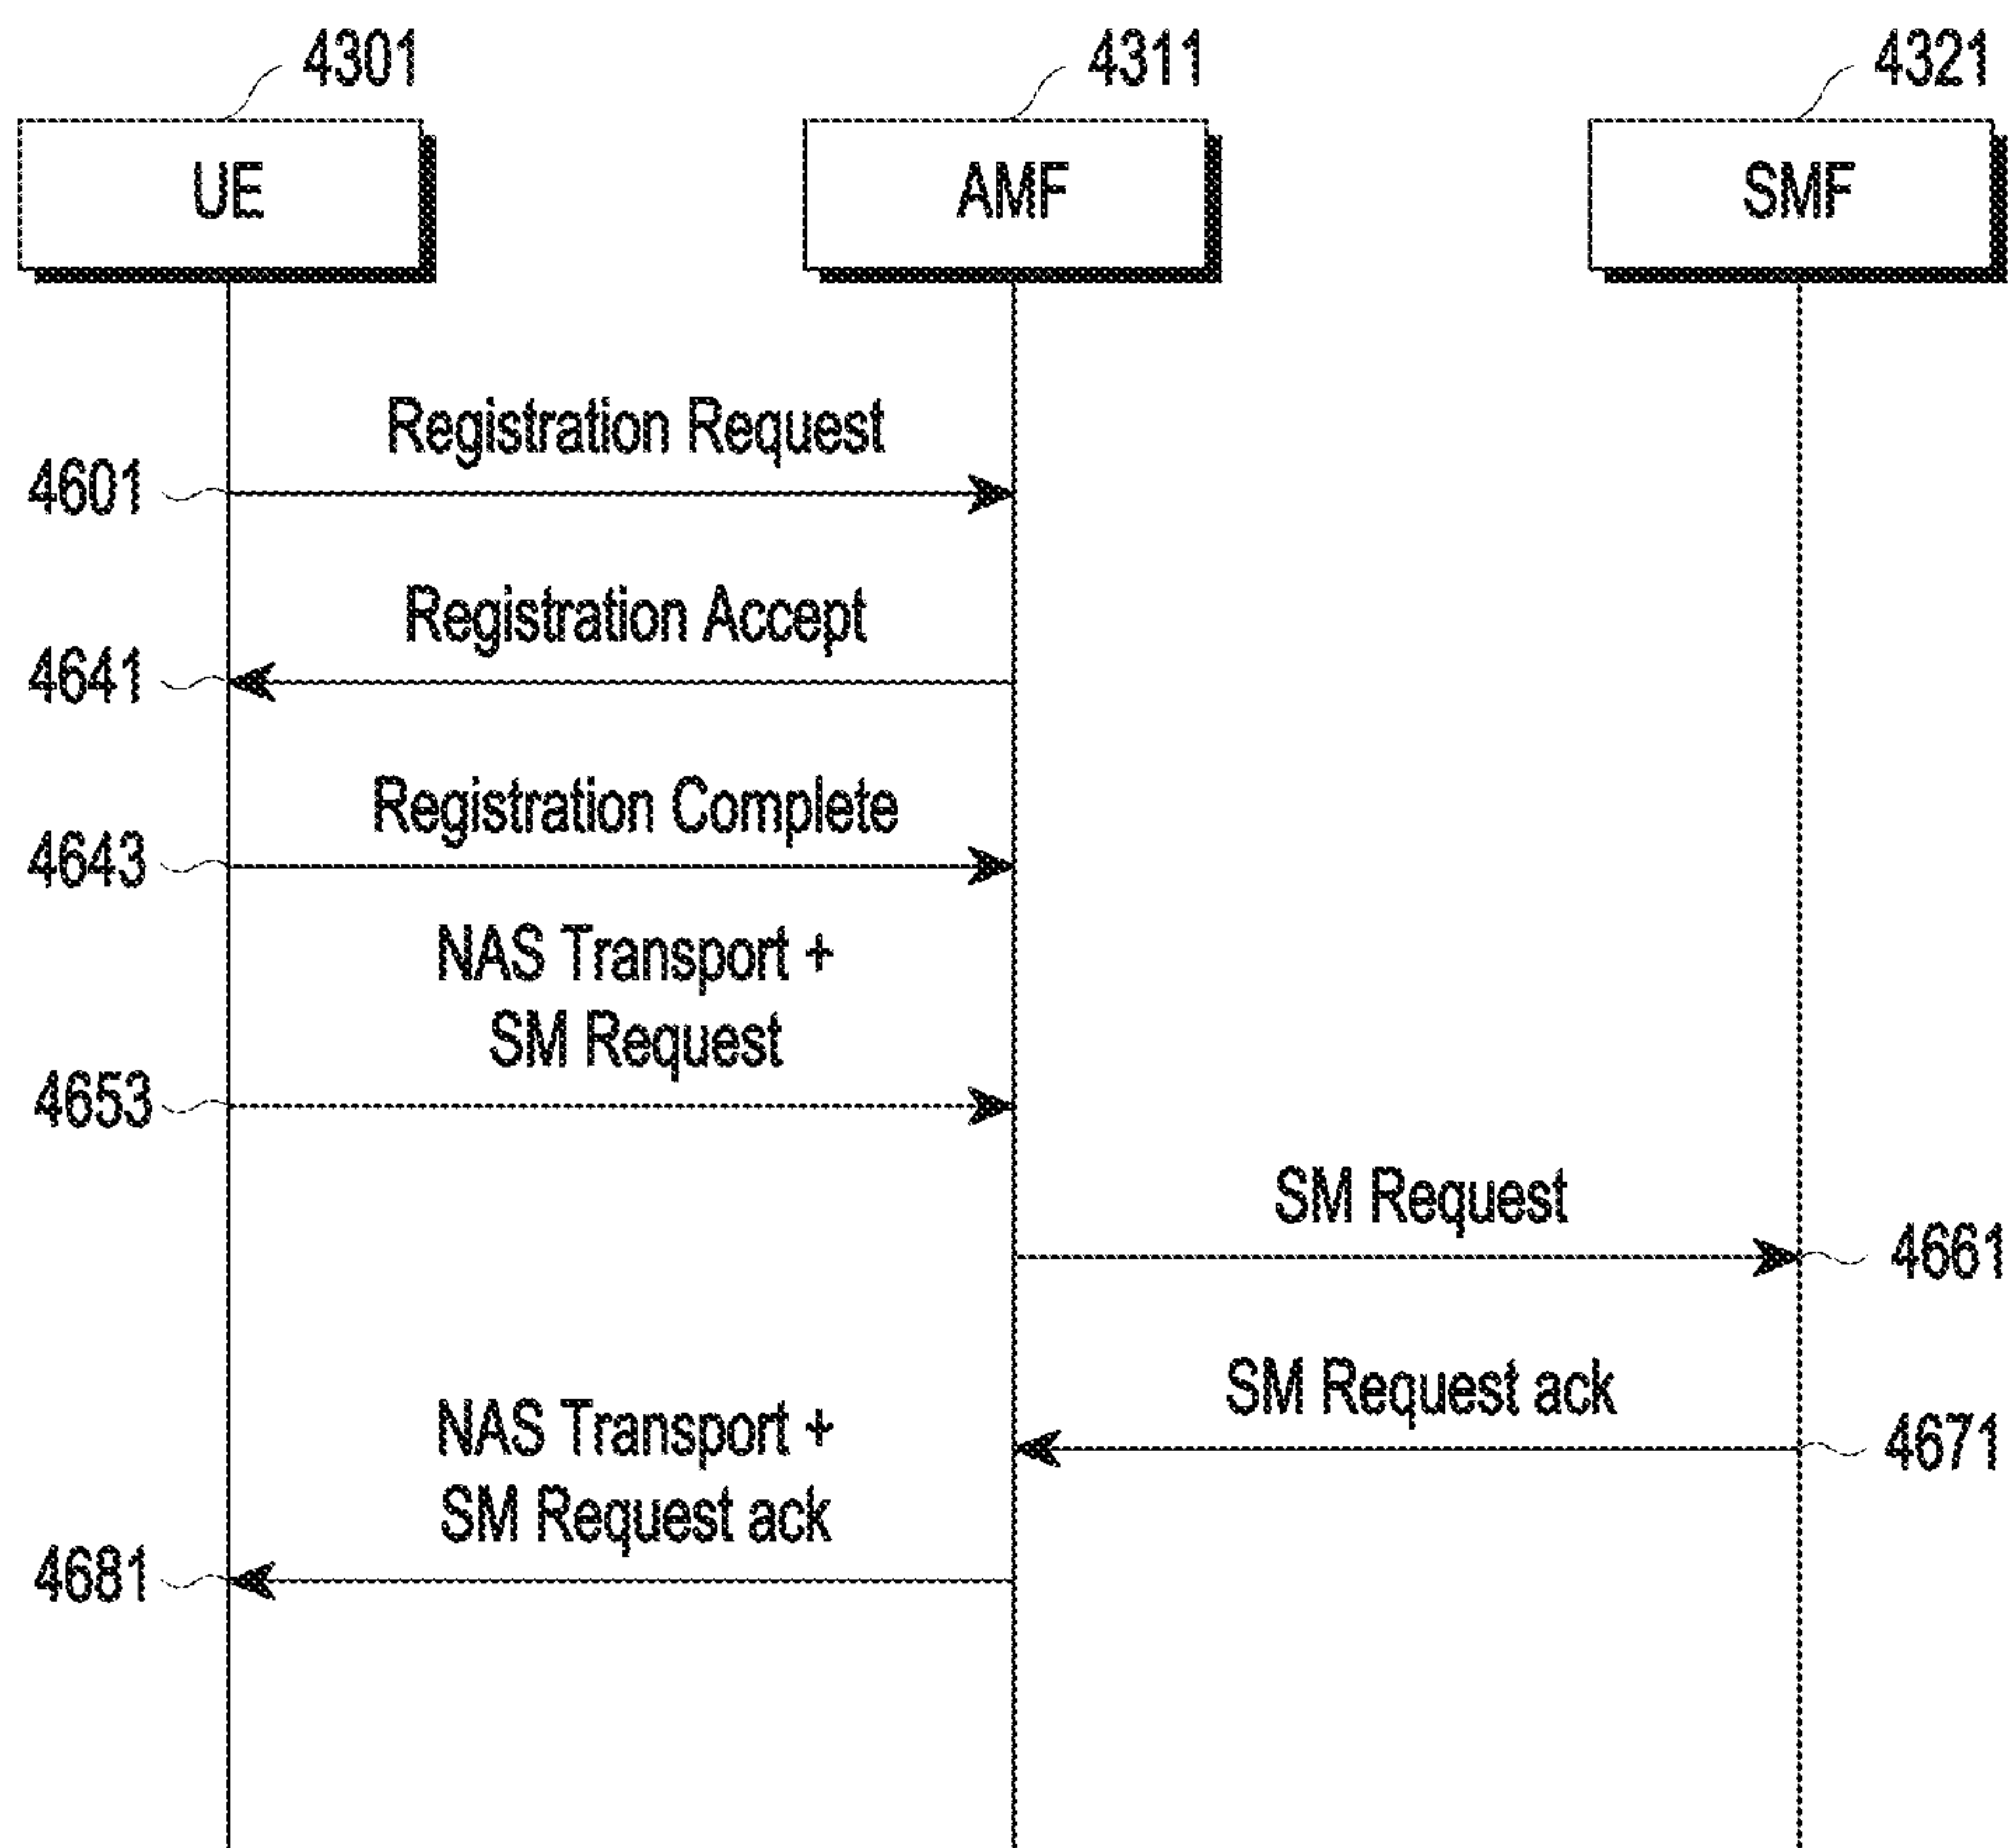 4301
4311
4321
UE
AMF
SMF
Registration Request
4601
Registration Accept
4641
Registration Complete
4643
NAS Transport +
SM Request
4653
SM Request
4661
SM Request ack
4671
NAS Transport +
SM Request ack
4681